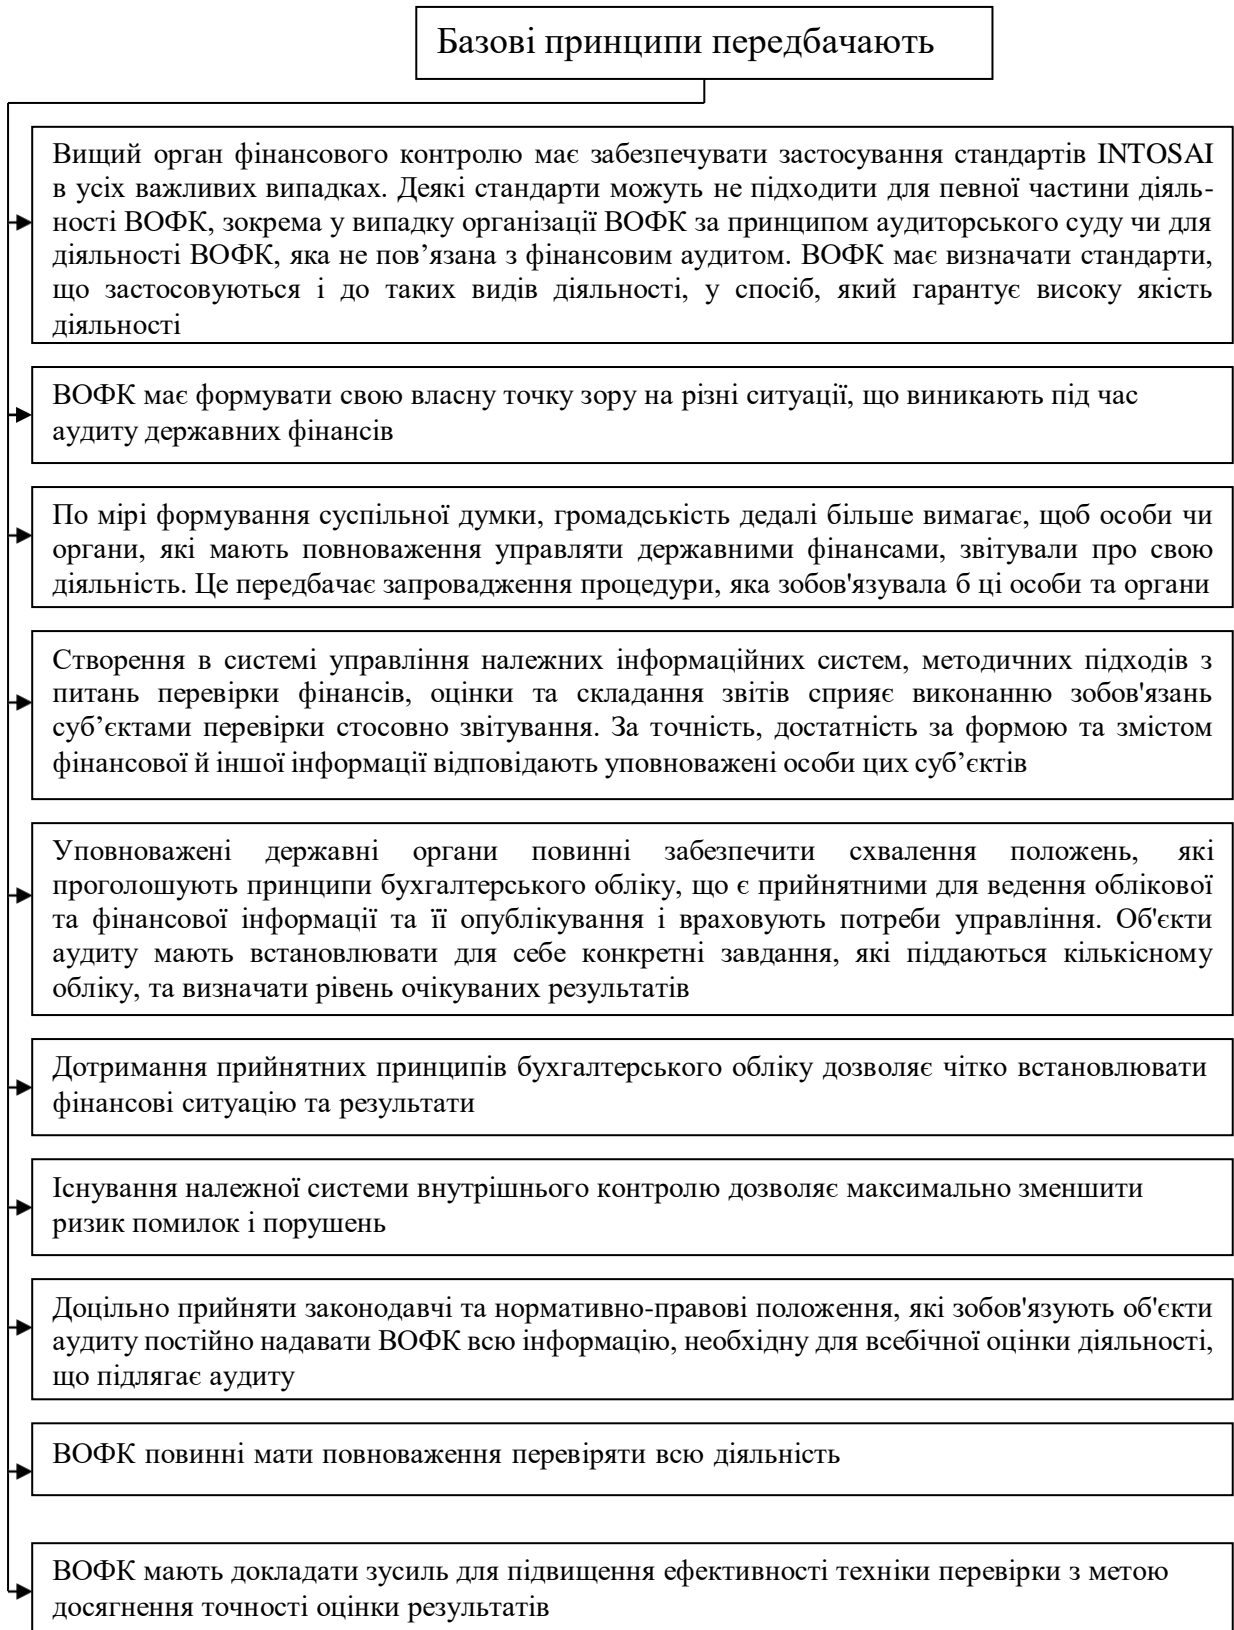 Базові принципи передбачають
Вищий орган фінансового контролю має забезпечувати застосування стандартів INTOSAI
в усіх важливих випадках. Деякі стандарти можуть не підходити для певної частини діяль-
ності ВОФК, зокрема у випадку організації ВОФК за принципом аудиторського суду чи для
діяльності ВОФК, яка не пов’язана з фінансовим аудитом. ВОФК має визначати стандарти,
що застосовуються і до таких видів діяльності, у спосіб, який гарантує високу якість
діяльності
ВОФК має формувати свою власну точку зору на різні ситуації, що виникають під час
аудиту державних фінансів
По мірі формування суспільної думки, громадськість дедалі більше вимагає, щоб особи чи
органи, які мають повноваження управляти державними фінансами, звітували про свою
діяльність. Це передбачає запровадження процедури, яка зобов'язувала б ці особи та органи
Створення в системі управління належних інформаційних систем, методичних підходів з
питань перевірки фінансів, оцінки та складання звітів сприяє виконанню зобов'язань
суб’єктами перевірки стосовно звітування. За точність, достатність за формою та змістом
фінансової й іншої інформації відповідають уповноважені особи цих суб’єктів
Уповноважені державні органи повинні забезпечити схвалення положень, які
проголошують принципи бухгалтерського обліку, що є прийнятними для ведення облікової
та фінансової інформації та її опублікування і враховують потреби управління. Об'єкти
аудиту мають встановлювати для себе конкретні завдання, які піддаються кількісному
обліку, та визначати рівень очікуваних результатів
Дотримання прийнятних принципів бухгалтерського обліку дозволяє чітко встановлювати
фінансові ситуацію та результати
Існування належної системи внутрішнього контролю дозволяє максимально зменшити
ризик помилок і порушень
Доцільно прийняти законодавчі та нормативно-правові положення, які зобов'язують об'єкти
аудиту постійно надавати ВОФК всю інформацію, необхідну для всебічної оцінки діяльності,
що підлягає аудиту
ВОФК повинні мати повноваження перевіряти всю діяльність
ВОФК мають докладати зусиль для підвищення ефективності техніки перевірки з метою
досягнення точності оцінки результатів